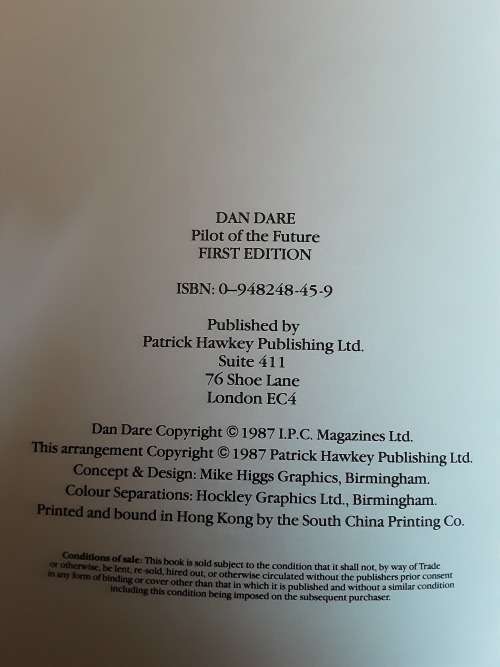 DAN DARE
Pilot of the Future
FIRST EDITION
ISBN: 0–948248-45-9
Published by
Patrick Hawkey Publishing Ltd.
Suite 411
76 Shoe Lane
London EC4
Dan Dare Copyright © 1987 I.P.C. Magazines Ltd.
This arrangement Copyright © 1987 Patrick Hawkey Publishing Ltd.
Concept & Design: Mike Higgs Graphics, Birmingham.
Colour Separations: Hockley Graphics Ltd., Birmingham.
Printed and bound in Hong Kong by the South China Printing Co.
Conditions of sale: This book is sold subject to the condition that it shall not, by way of Trade
or otherwise, be lent, re-sold, hired out, or otherwise circulated without the publishers prior consent
in any form of binding or cover other than that in which it is published and without a similar condition
including this condition being imposed on the subsequent purchaser.